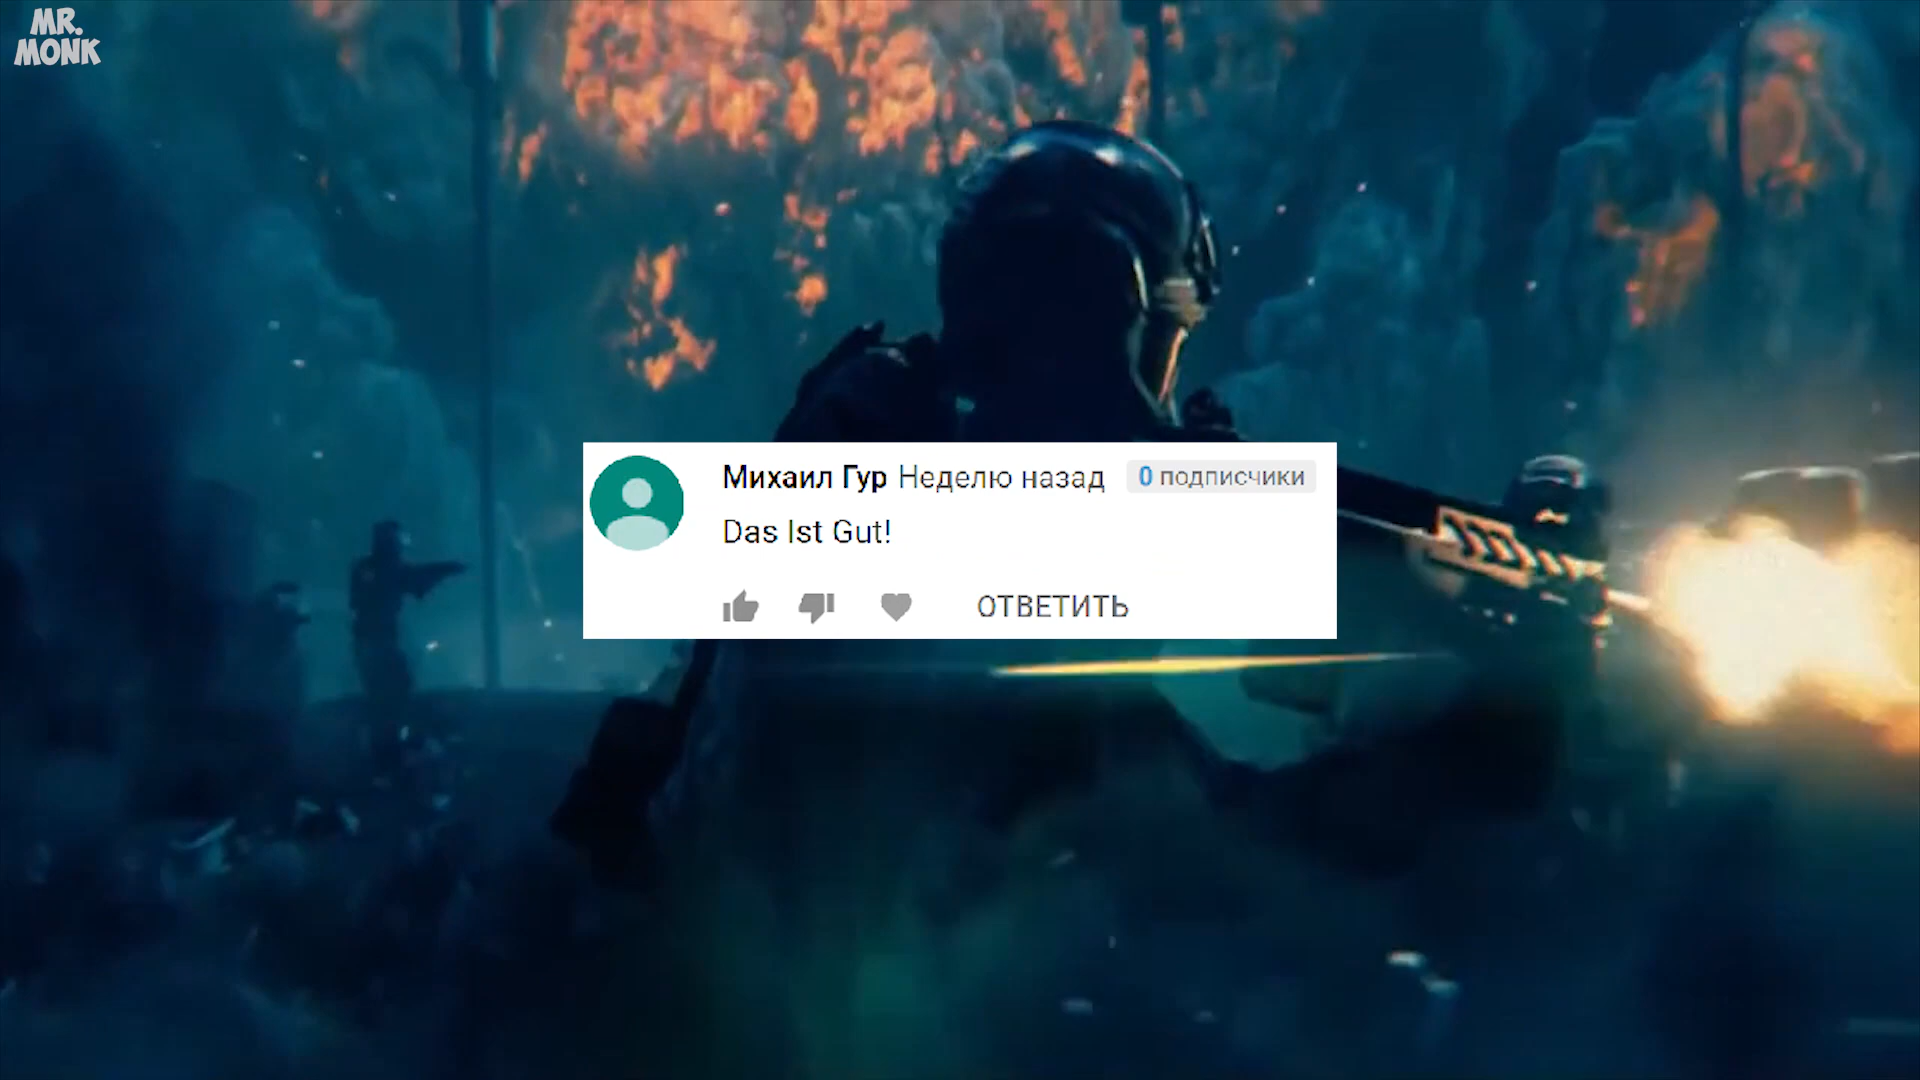 MR.
MONK
Михаил Гур Неделю назад 0 подписчики
Das Ist Gut!
ОТВЕТИТЬ